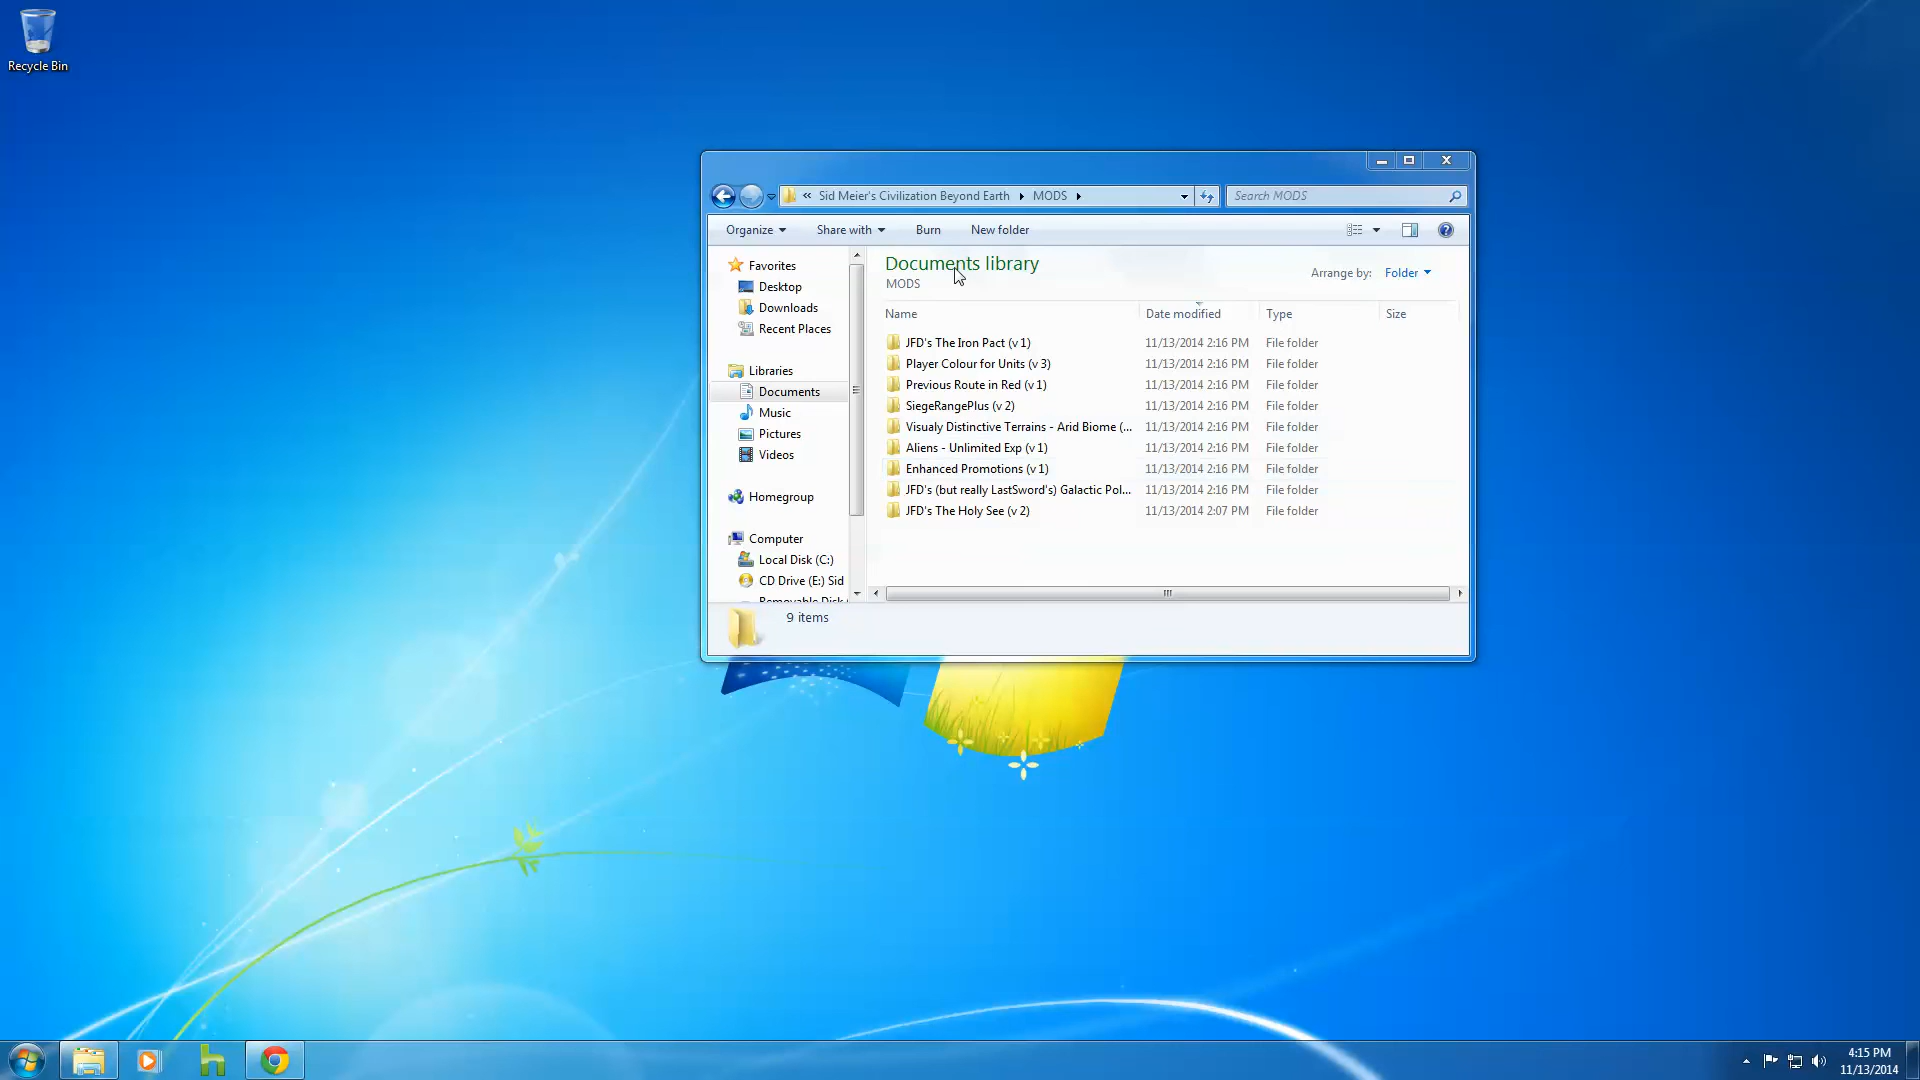 Recycle Bin
« Sid Meier's Civilization Beyond Earth MODS
Search MODS
Organize Share with Burn New folder
Favorites
Desktop
Downloads
Recent Places
Libraries
Documents
Music
Pictures
Videos
Homegroup
Computer
Local Disk (C:)
CD Drive (E:) Sid
Removable Disk
Documents library
MODS
Arrange by: Folder
Name Date modified Type Size
JFD's The Iron Pact (v 1) 11/13/2014 2:16 PM File folder
Player Colour for Units (v 3) 11/13/2014 2:16 PM File folder
Previous Route in Red (v 1) 11/13/2014 2:16 PM File folder
SiegeRangePlus (v 2) 11/13/2014 2:16 PM File folder
Visualy Distinctive Terrains - Arid Biome (... 11/13/2014 2:16 PM File folder
Aliens - Unlimited Exp (v 1) 11/13/2014 2:16 PM File folder
Enhanced Promotions (v 1) 11/13/2014 2:16 PM File folder
JFD's (but really LastSword's) Galactic Pol... 11/13/2014 2:16 PM File folder
JFD's The Holy See (v 2) 11/13/2014 2:07 PM File folder
9 items
4:15 PM
11/13/2014